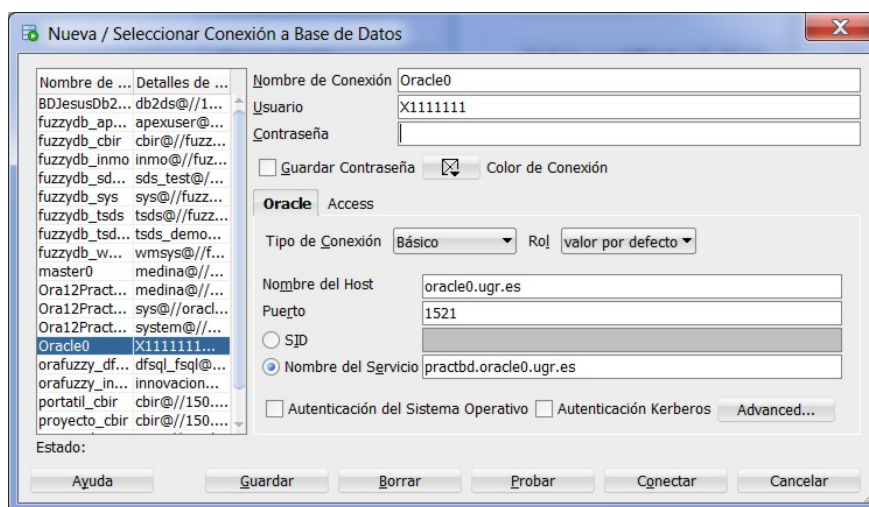 Nueva / Seleccionar Conexión a Base de Datos
Nombre de ... Detalles de ...
BDJesusDb2... db2ds@//1...
fuzzydb_ap... apexuser@...
fuzzydb_cbir cbir@//fuzz...
fuzzydb_inmo inmo@//fuz...
fuzzydb_sd... sds_test@/...
fuzzydb_sys sys@//fuzz...
fuzzydb_tsds tsds@//fuzz...
fuzzydb_tsd... tsds_demo...
fuzzydb_w... wmsys@//f...
master0 medina@//...
Ora12Pract... medina@//...
Ora12Pract... sys@//oracl...
Ora12Pract... system@//...
Oracle0 X1111111...
orafuzzy_df... dfsql_fsql@...
orafuzzy_in... innovacion...
portatil_cbir cbir@//150....
proyecto_cbir cbir@//150....
Nombre de Conexión Oracle0
Usuario X1111111
Contraseña
Guardar Contraseña Color de Conexión
Oracle Access
Tipo de Conexión Básico Rol valor por defecto
Nombre del Host oracle0.ugr.es
Puerto 1521
SID
Nombre del Servicio practbd.oracle0.ugr.es
Autenticación del Sistema Operativo Autenticación Kerberos Advanced...
Estado:
Ayuda Guardar Borrar Probar Conectar Cancelar